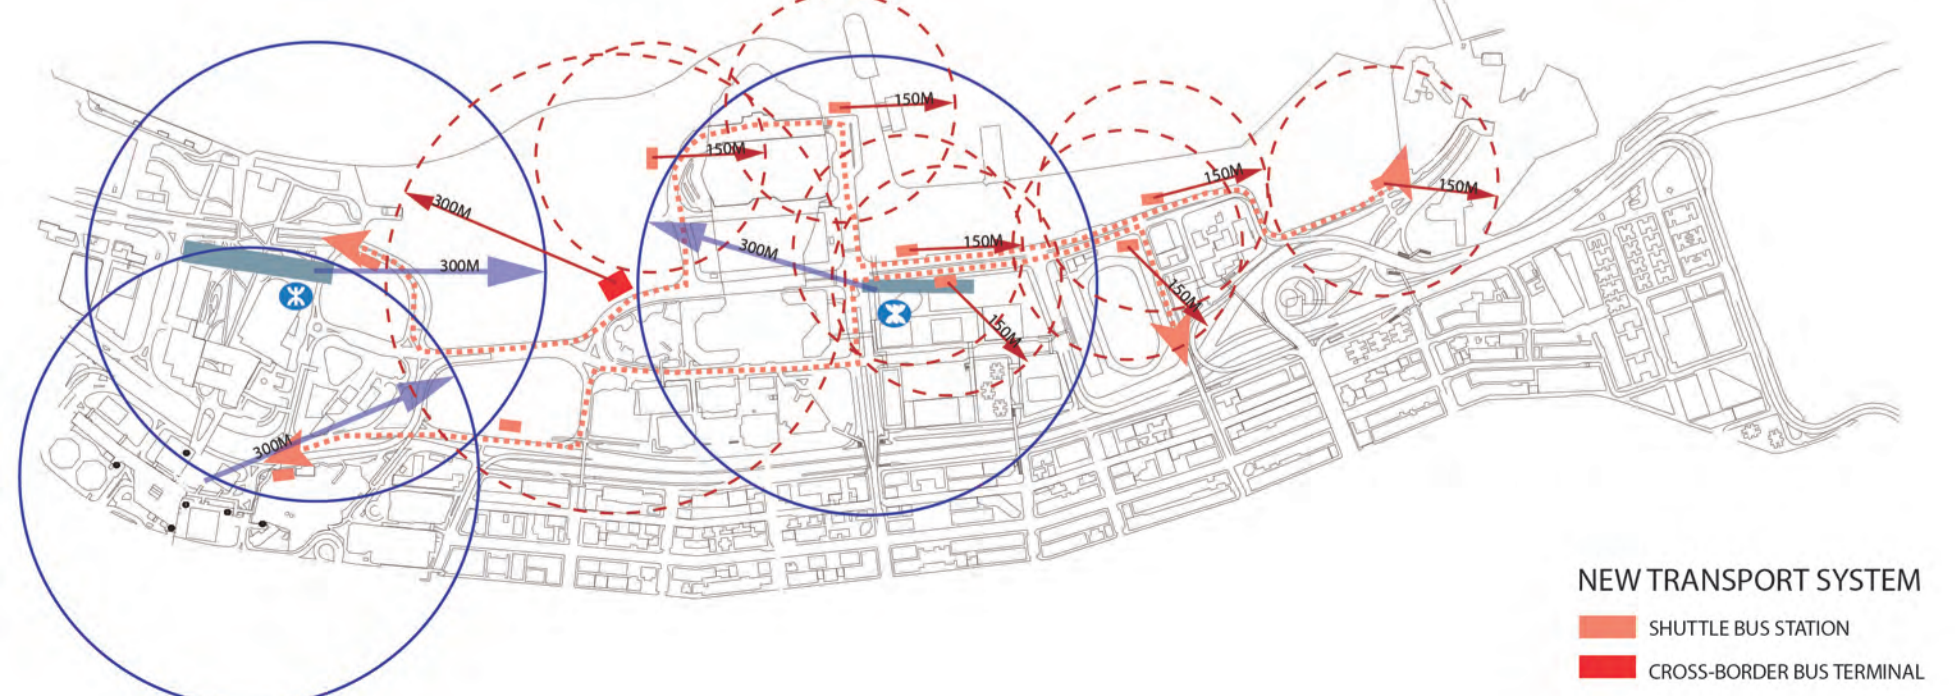 150M
150M
300M
150M
150M
300M
150M
300M
150M
150M
300M
NEW TRANSPORT SYSTEM
SHUTTLE BUS STATION
CROSS-BORDER BUS TERMINAL